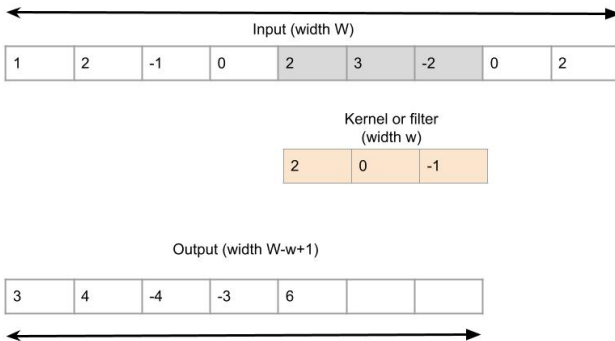 Input (width W)
1 2 -1 0 2 3 -2 0 2
Kernel or filter
(width w)
2 0 -1
Output (width W-w+1)
3 4 -4 -3 6